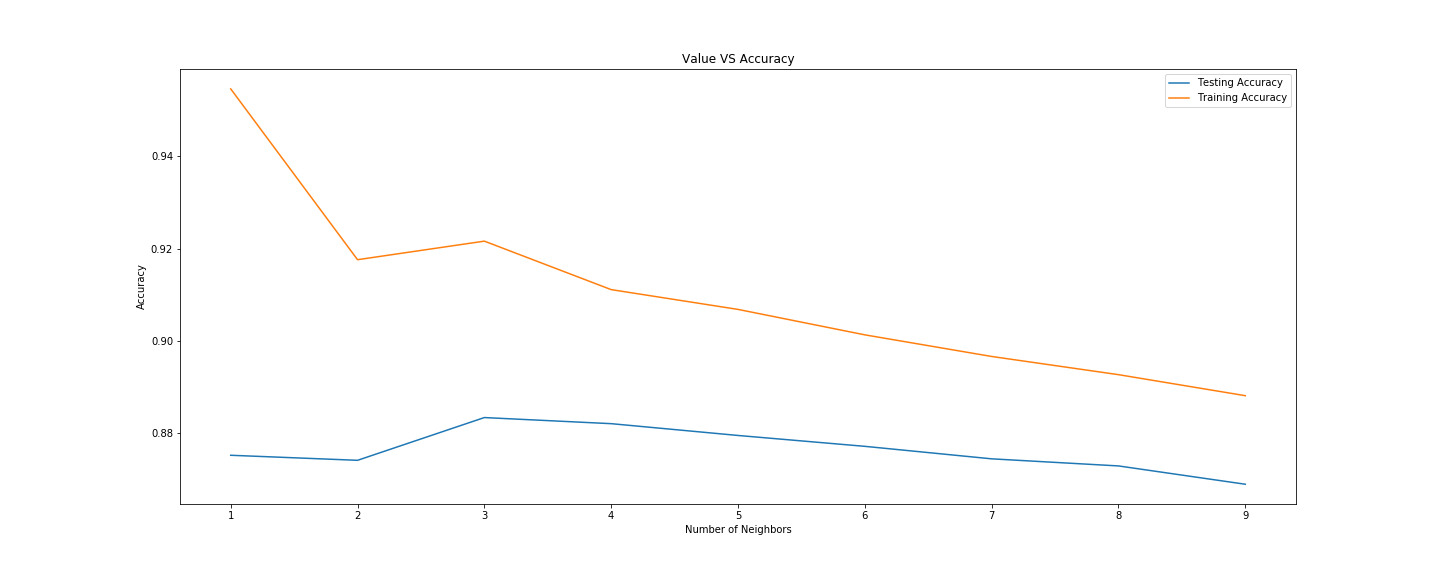 Value VS Accuracy
Testing Accuracy
Training Accuracy
Accuracy
0.94
0.92
0.90
0.88
1 2 3 4 5 6 7 8 9
Number of Neighbors